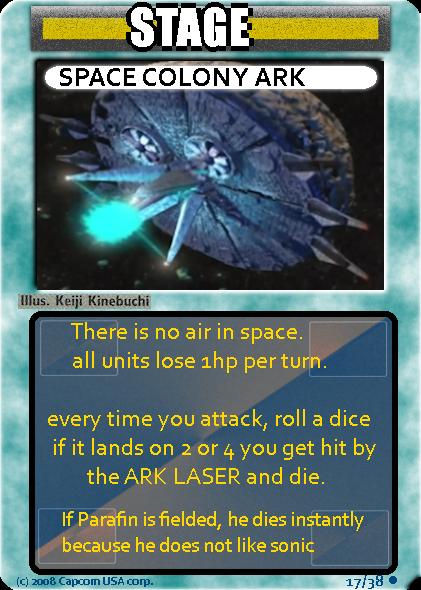 STAGE
SPACE COLONY ARK
Illus. Keiji Kinebuchi
There is no air in space.
all units lose 1hp per turn.
every time you attack, roll a dice
if it lands on 2 or 4 you get hit by
the ARK LASER and die.
If Parafin is fielded, he dies instantly
because he does not like sonic
(c) 2008 Capcom USA corp.
17/38 ●